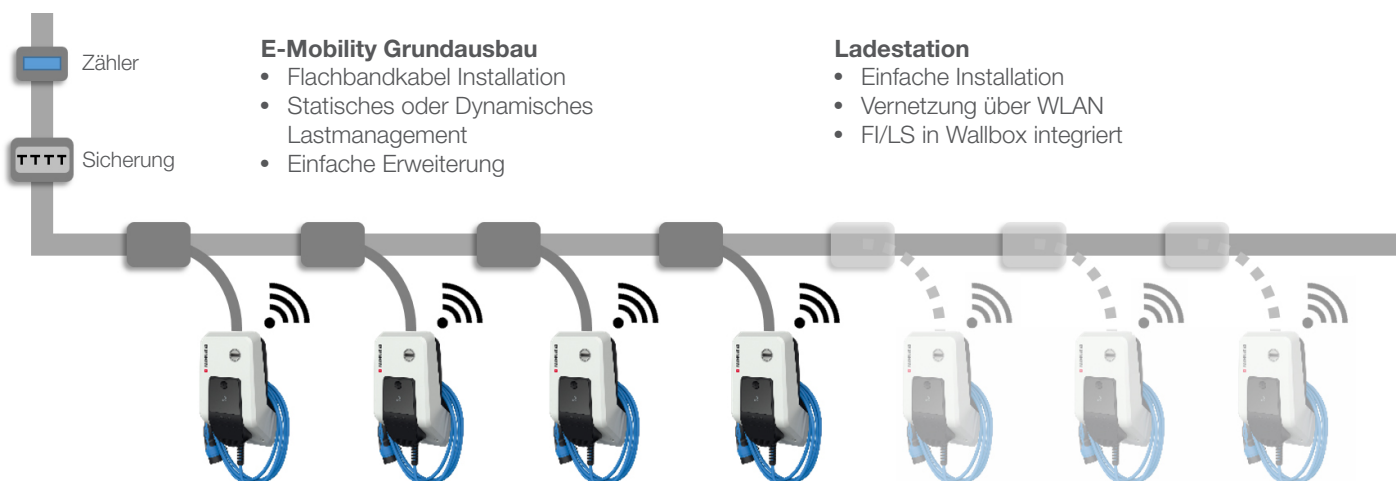 Zähler
Sicherung
E-Mobility Grundausbau
• Flachbandkabel Installation
• Statisches oder Dynamisches
Lastmanagement
• Einfache Erweiterung
Ladestation
• Einfache Installation
• Vernetzung über WLAN
• FI/LS in Wallbox integriert